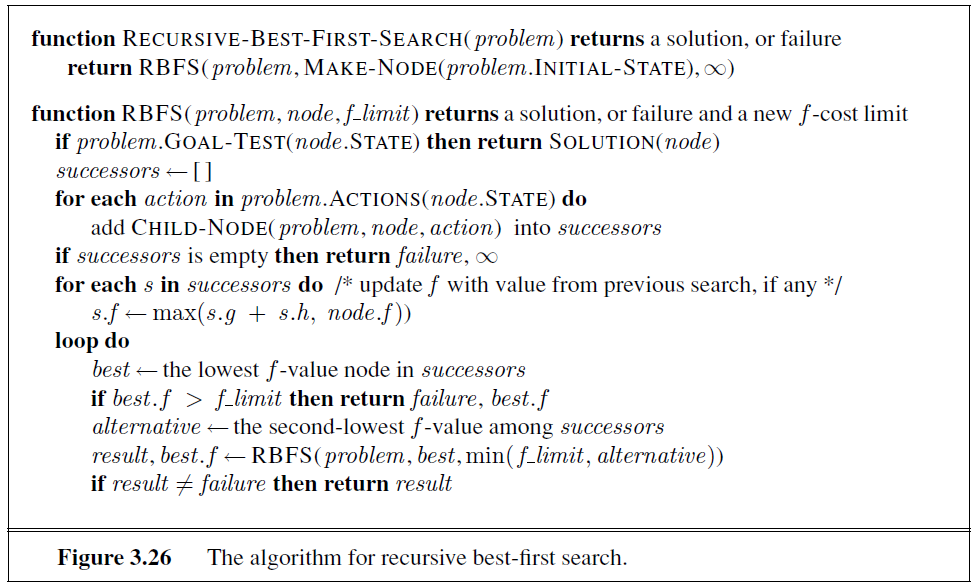 function RECURSIVE-BEST-FIRST-SEARCH(problem) returns a solution, or failure
return RBFS(problem, MAKE-NODE(problem.INITIAL-STATE), ∞)
function RBFS(problem, node, f_limit) returns a solution, or failure and a new f-cost limit
if problem.GOAL-TEST(node.STATE) then return SOLUTION(node)
successors ← [ ]
for each action in problem.ACTIONS(node.STATE) do
add CHILD-NODE(problem, node, action) into successors
if successors is empty then return failure, ∞
for each s in successors do /* update f with value from previous search, if any */
s.f ← max(s.g + s.h, node.f))
loop do
best ← the lowest f-value node in successors
if best.f > f_limit then return failure, best.f
alternative ← the second-lowest f-value among successors
result, best.f ← RBFS(problem, best, min(f_limit, alternative))
if result ≠ failure then return result
Figure 3.26 The algorithm for recursive best-first search.